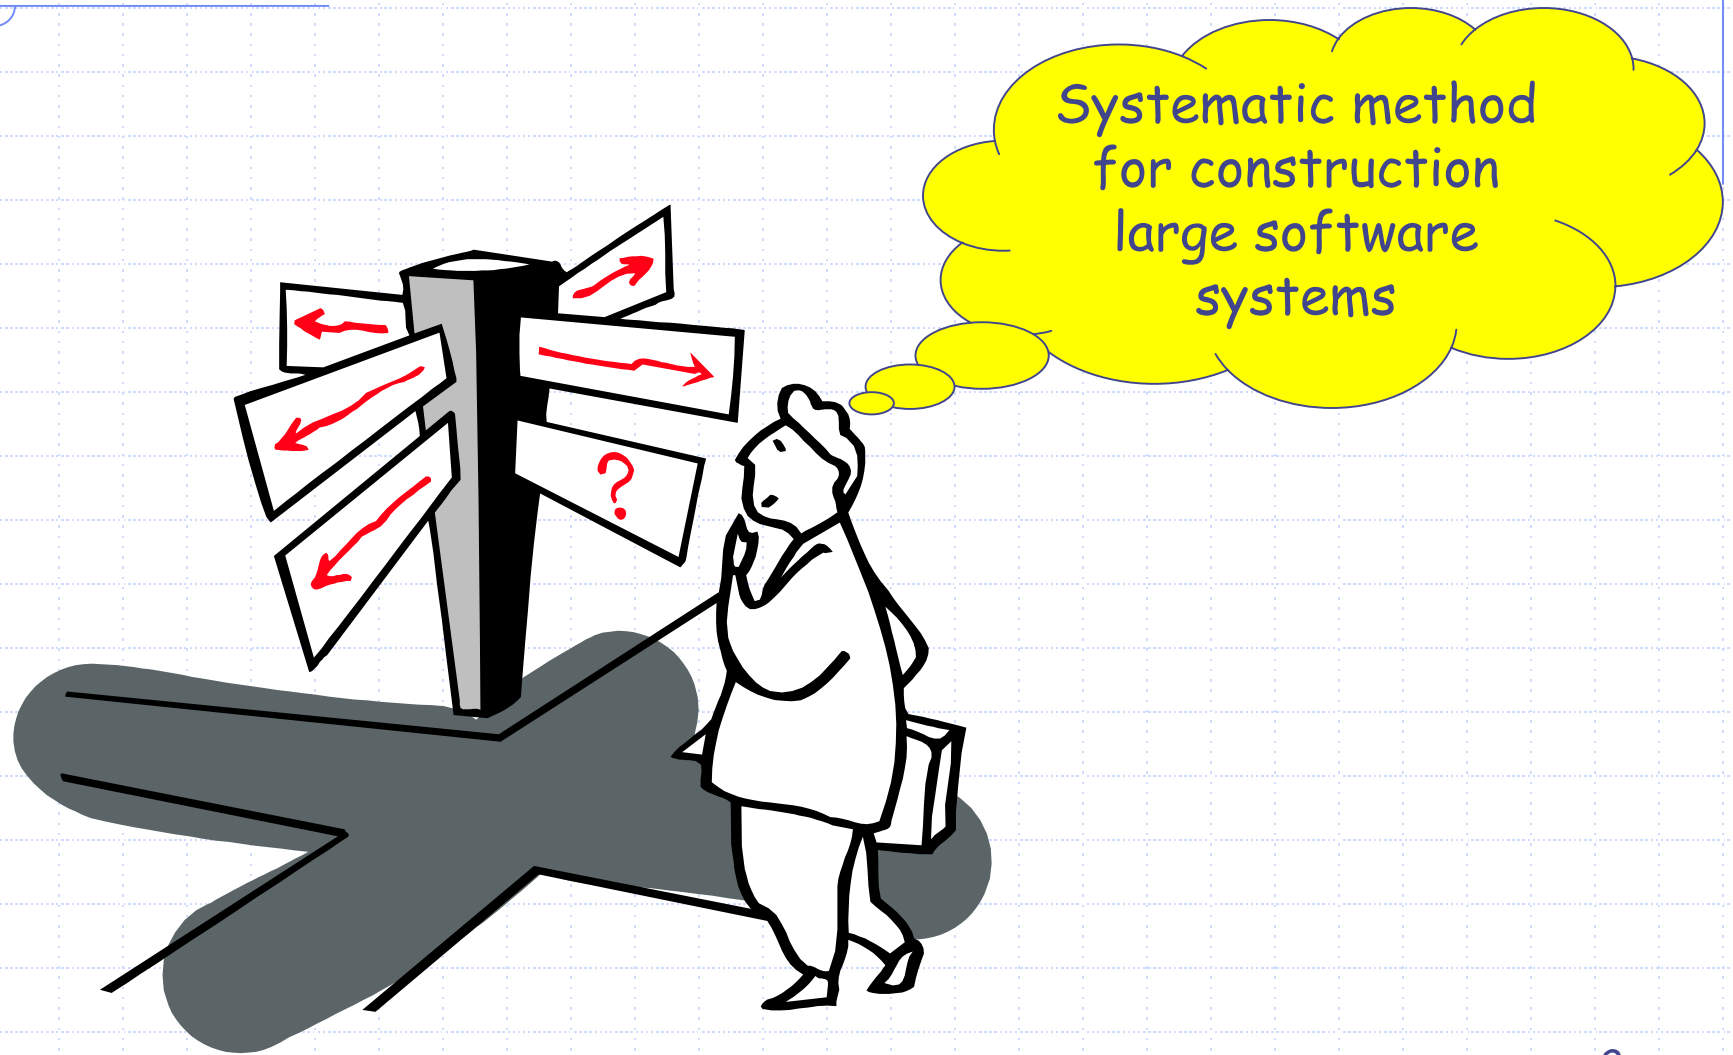 Systematic method
for construction
large software
systems
?